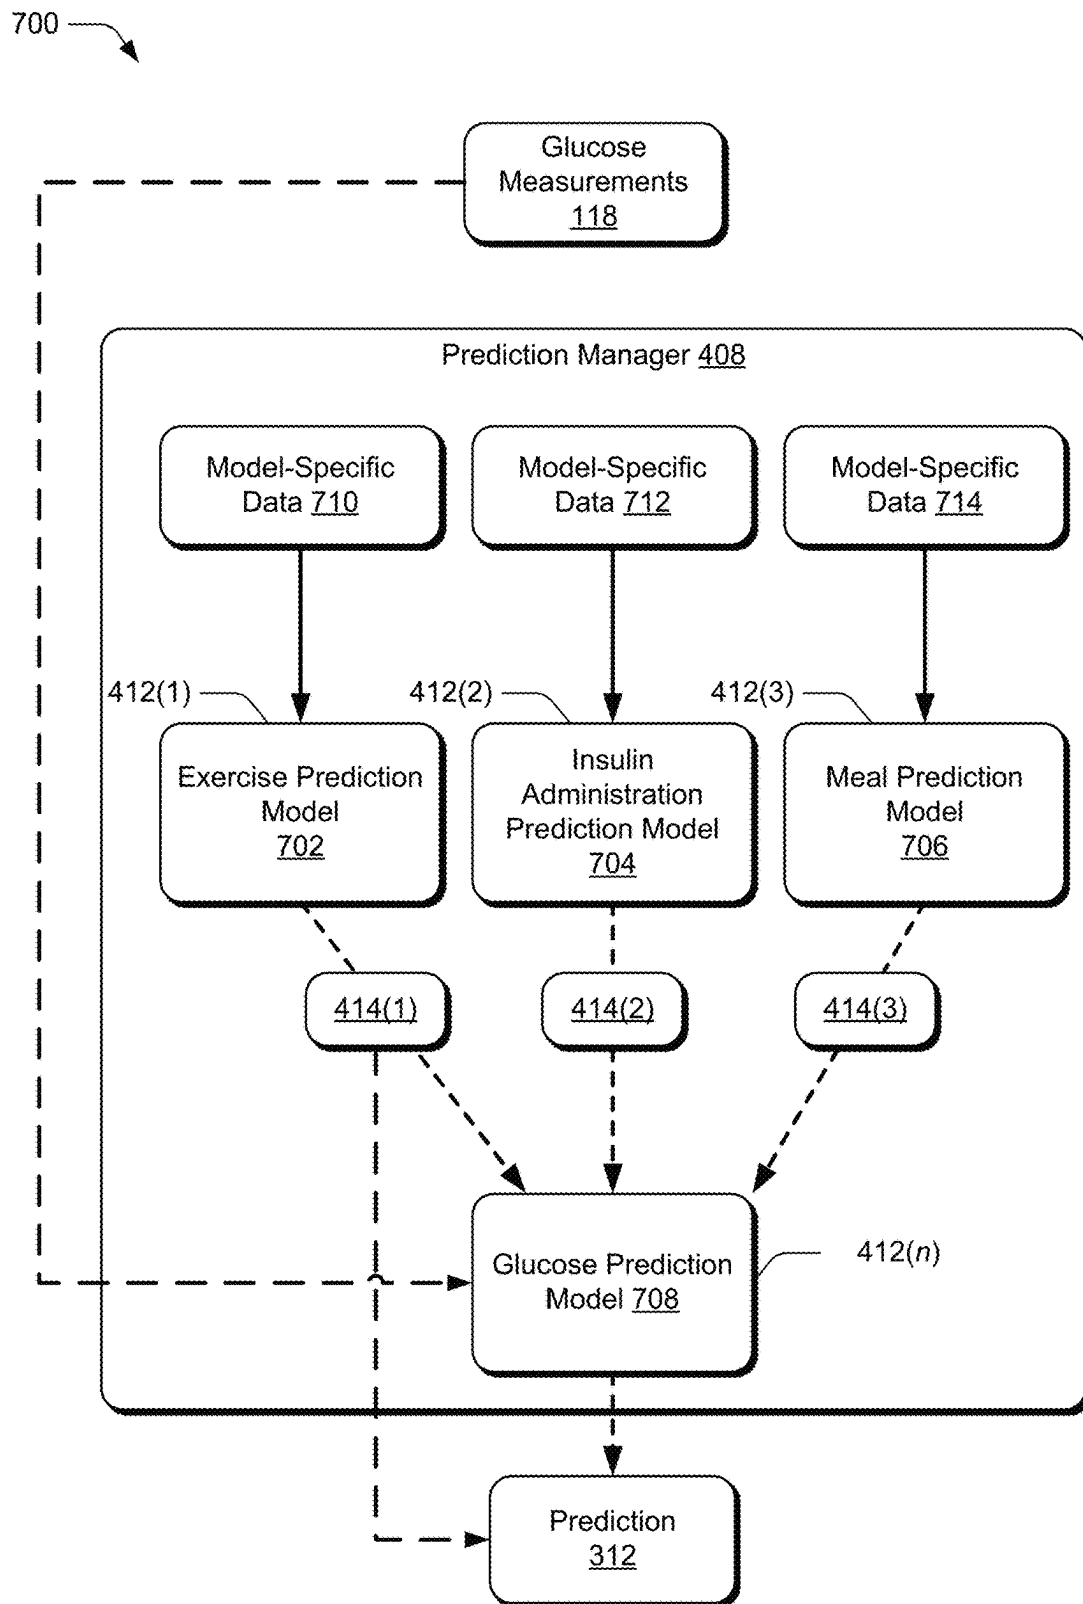 700
Glucose
Measurements
118
Prediction Manager 408
Model-Specific
Data 710
Model-Specific
Data 712
Model-Specific
Data 714
412(1)
412(2)
412(3)
Exercise Prediction
Model
702
Insulin
Administration
Prediction Model
704
Meal Prediction
Model
706
414(1)
414(2)
414(3)
Glucose Prediction
Model 708
412(n)
Prediction
312